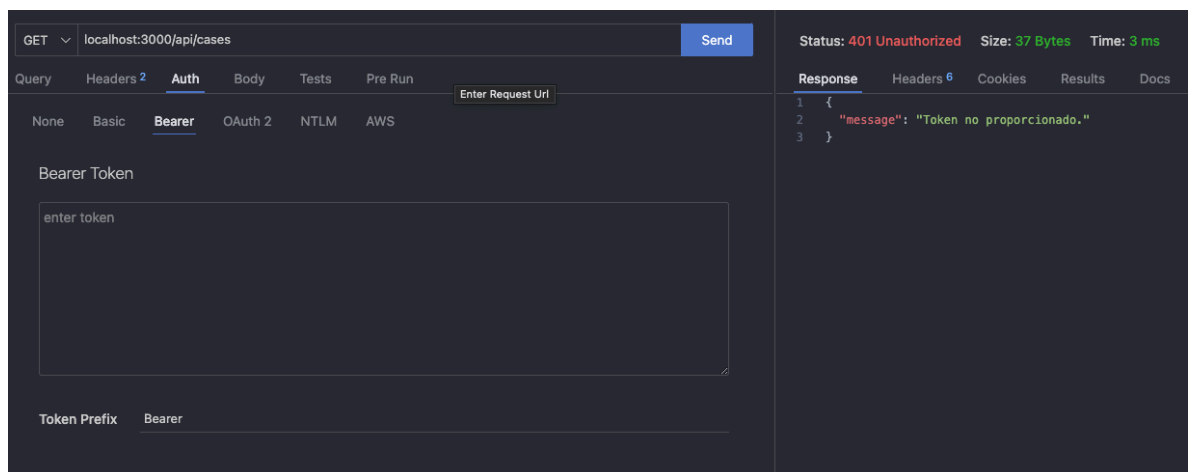 GET localhost:3000/api/cases Send
Query Headers 2 Auth Body Tests Pre Run
Enter Request Url
None Basic Bearer OAuth 2 NTLM AWS
Bearer Token
enter token
Token Prefix Bearer
Status: 401 Unauthorized Size: 37 Bytes Time: 3 ms
Response Headers 6 Cookies Results Docs
1 {
2 "message": "Token no proporcionado."
3 }